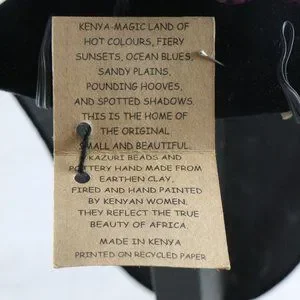 KENYA-MAGIC LAND OF
HOT COLOURS, FIERY
SUNSETS, OCEAN BLUES,
SANDY PLAINS,
POUNDING HOOVES,
AND SPOTTED SHADOWS.
THIS IS THE HOME OF
THE ORIGINAL
SMALL AND BEAUTIFUL.
KAZURI BEADS AND
POTTERY HAND MADE FROM
EARTHEN CLAY,
FIRED AND HAND PAINTED
BY KENYAN WOMEN.
THEY REFLECT THE TRUE
BEAUTY OF AFRICA.
MADE IN KENYA
PRINTED ON RECYCLED PAPER